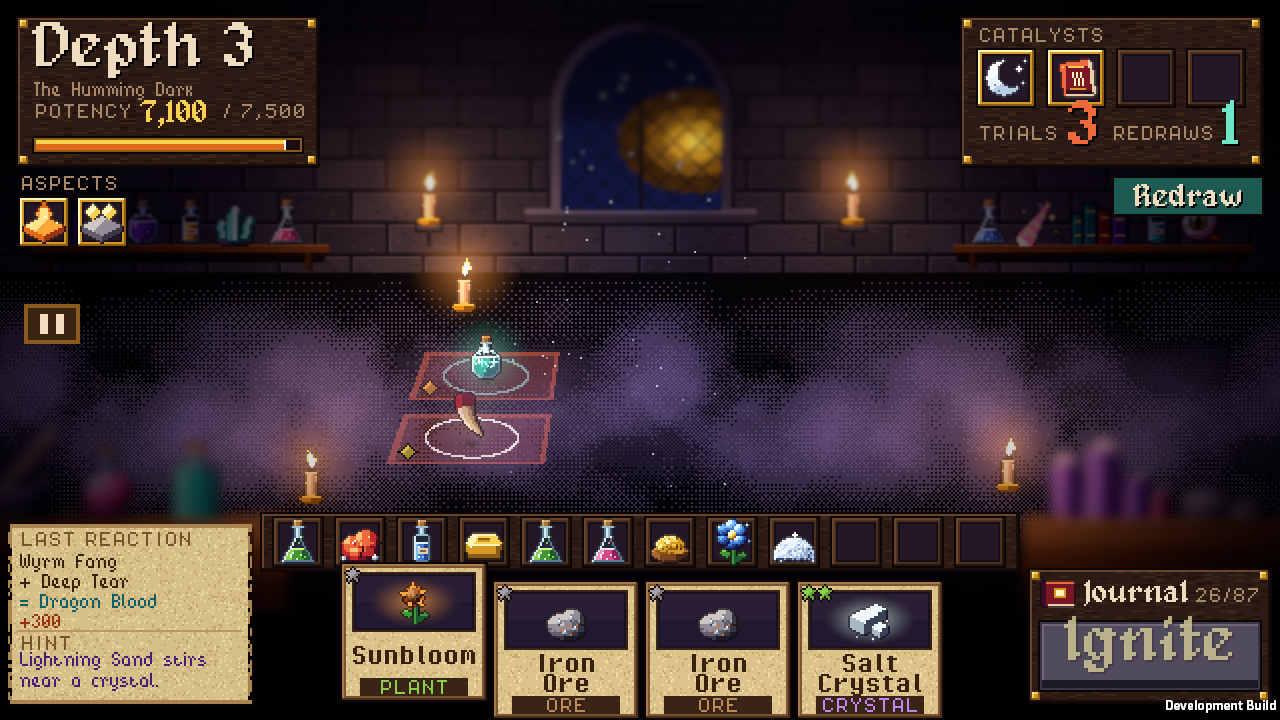 Depth 3
The Humming Dark
POTENCY 7,100 / 7,500
ASPECTS
CATALYSTS
TRIALS 3 REDRAWS 1
Redraw
LAST REACTION
Wyrm Fang
+ Deep Tear
= Dragon Blood
+300
HINT
Lightning Sand stirs
near a crystal.
Sunbloom
PLANT
Iron
Ore
ORE
Iron
Ore
ORE
Salt
Crystal
CRYSTAL
Journal 26/87
Ignite
Development Build